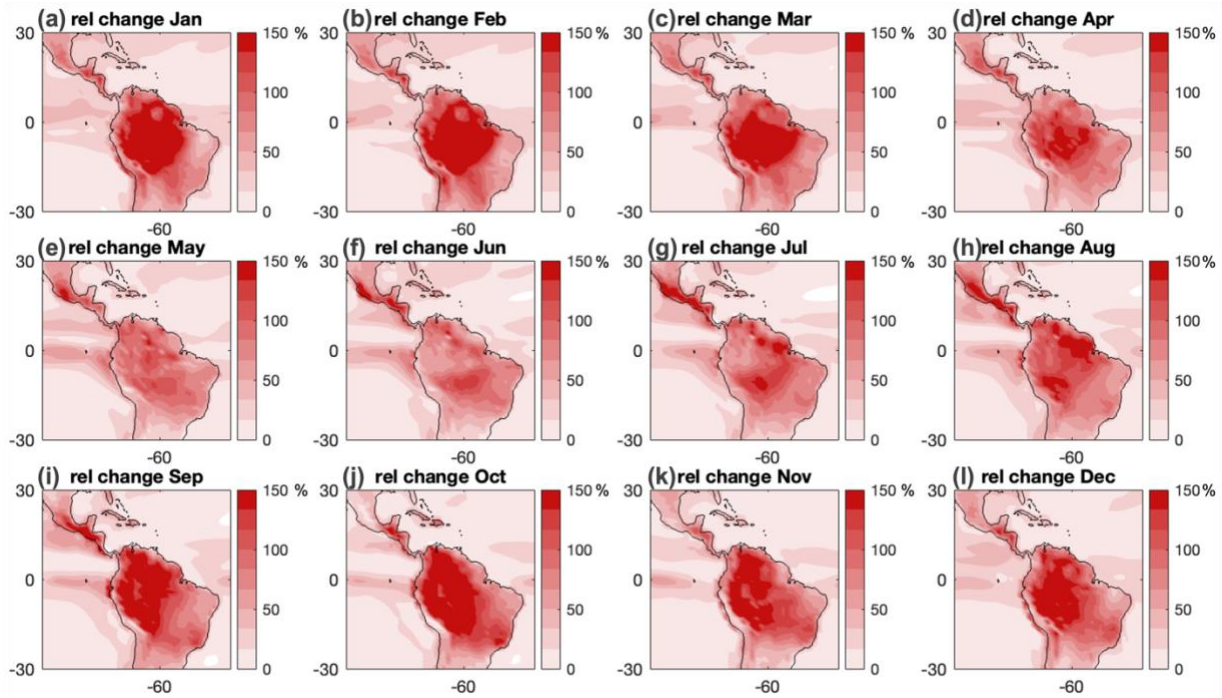 (a) rel change Jan
(b) rel change Feb
(c) rel change Mar
(d) rel change Apr
30 150 % 30 150 % 30 150 % 30 150 %
100 100 100 100
0 0 0 0
50 50 50 50
-30 0 -30 0 -30 0 -30 0
-60 -60 -60 -60
(e) rel change May
(f) rel change Jun
(g) rel change Jul
(h) rel change Aug
30 150 % 30 150 % 30 150 % 30 150 %
100 100 100 100
0 0 0 0
50 50 50 50
-30 0 -30 0 -30 0 -30 0
-60 -60 -60 -60
(i) rel change Sep
(j) rel change Oct
(k) rel change Nov
(l) rel change Dec
30 150 % 30 150 % 30 150 % 30 150 %
100 100 100 100
0 0 0 0
50 50 50 50
-30 0 -30 0 -30 0 -30 0
-60 -60 -60 -60